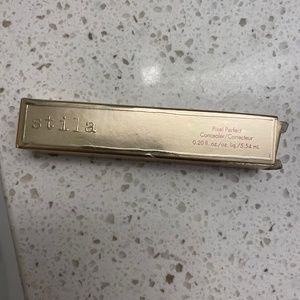 stila
Pixel Perfect
Concealer/Correcteur
0.20 fl. oz./oz. liq./5.54 mL